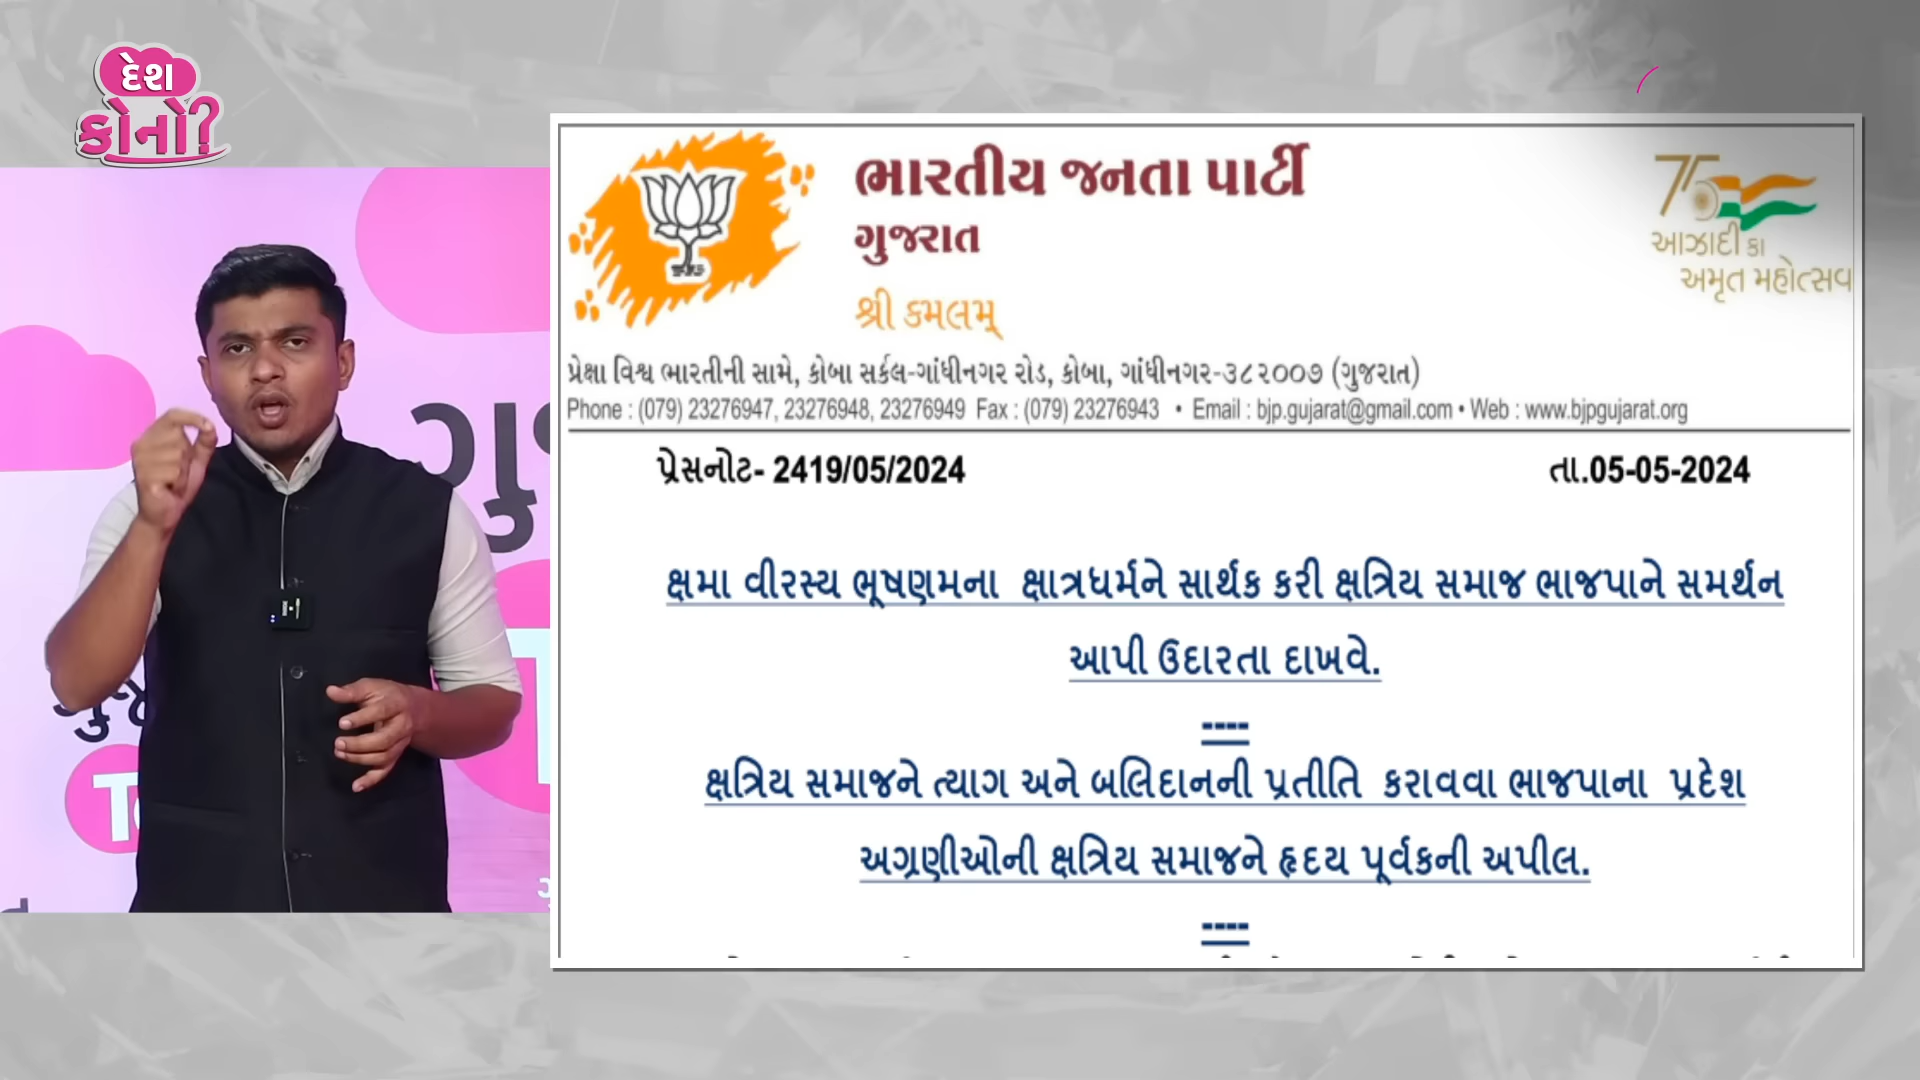 દેશ
કોનો?
ભારતીય જનતા પાર્ટી
ગુજરાત
શ્રી કમલમ્
75
આઝાદી કા
અમૃત મહોત્સવ
પ્રેક્ષા વિશ્વ ભારતીની સામે, કોબા સર્કલ-ગાંધીનગર રોડ, કોબા, ગાંધીનગર-૩૮૨૦૦૭ (ગુજરાત)
Phone : (079) 23276947, 23276948, 23276949 Fax : (079) 23276943 • Email : bjp.gujarat@gmail.com • Web : www.bjpgujarat.org
પ્રેસનોટ- 2419/05/2024 તા.05-05-2024
ક્ષમા વીરસ્ય ભૂષણમના ક્ષાત્રધર્મને સાર્થક કરી ક્ષત્રિય સમાજ ભાજપાને સમર્થન
આપી ઉદારતા દાખવે.
----
ક્ષત્રિય સમાજને ત્યાગ અને બલિદાનની પ્રતીતિ કરાવવા ભાજપાના પ્રદેશ
અગ્રણીઓની ક્ષત્રિય સમાજને હૃદય પૂર્વકની અપીલ.
----